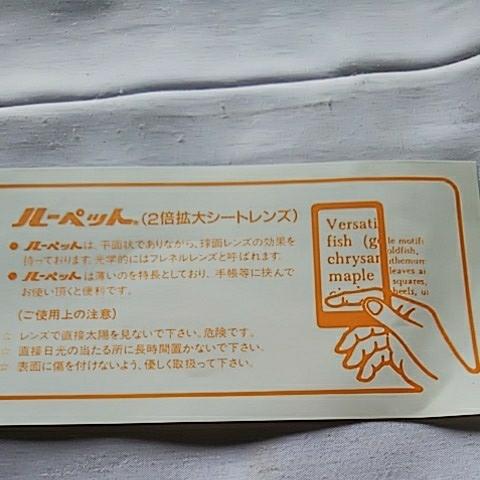 ルーペット®(2倍拡大シートレンズ)
● ルーペットは、平面状でありながら、球面レンズの効果を
持っております。光学的にはフレネルレンズと呼ばれます。
● ルーペットは薄いのを特長としており、手帳等に挟んで
お使い頂くと便利です。
(ご使用上の注意)
☆ レンズで直接太陽を見ないで下さい。危険です。
☆ 直接日光の当たる所に長時間置かないで下さい。
☆ 表面に傷を付けないよう、優しく取扱って下さい。
Versati
fish (g
chrysan
maple
le motif
oldfish,
nthemum
leaves a
squares,
heels, u